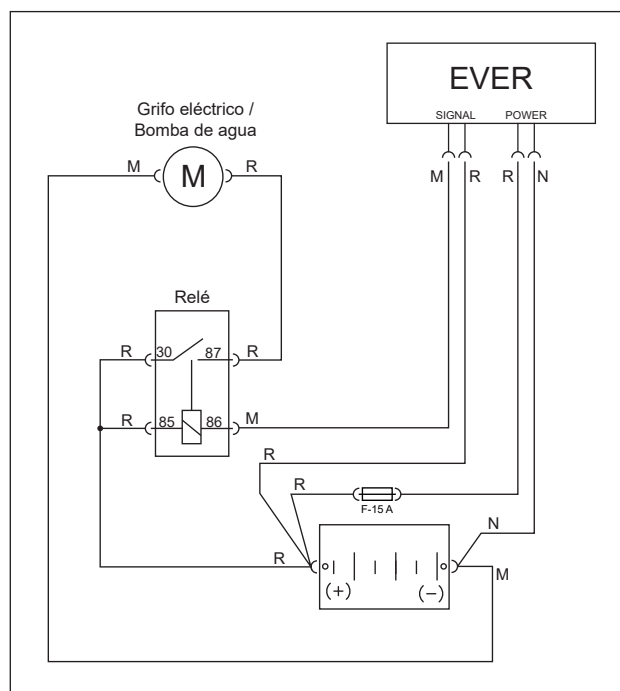 EVER
SIGNAL POWER
Grifo eléctrico /
Bomba de agua
M R
M
M R R N
Relé
R 30 87 R
R 85 86 M
R
R
F-15 A
N
R
M
(+) (-)